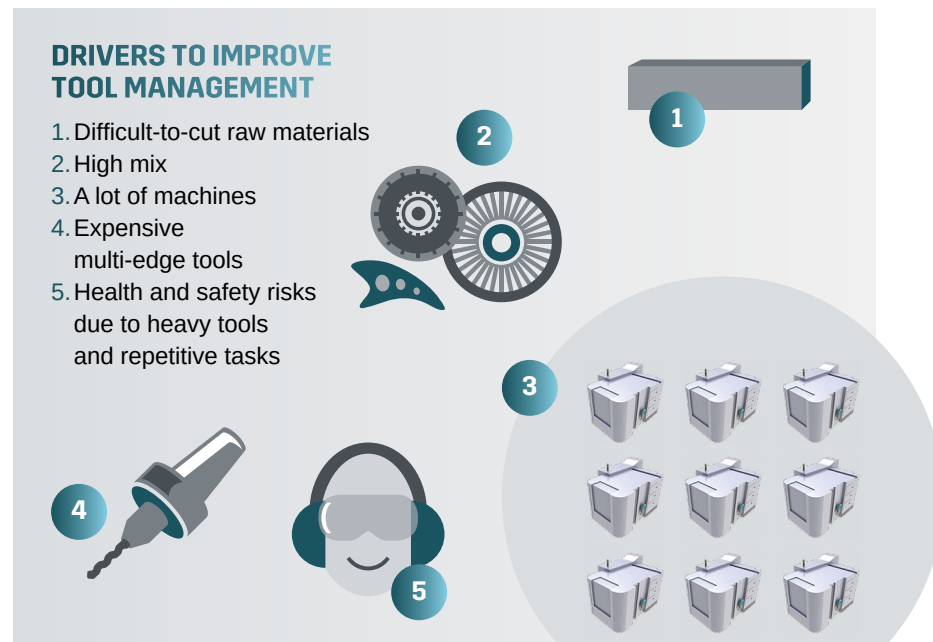 DRIVERS TO IMPROVE
TOOL MANAGEMENT
1. Difficult-to-cut raw materials
2. High mix
3. A lot of machines
4. Expensive
multi-edge tools
5. Health and safety risks
due to heavy tools
and repetitive tasks
1
2
3
4
5